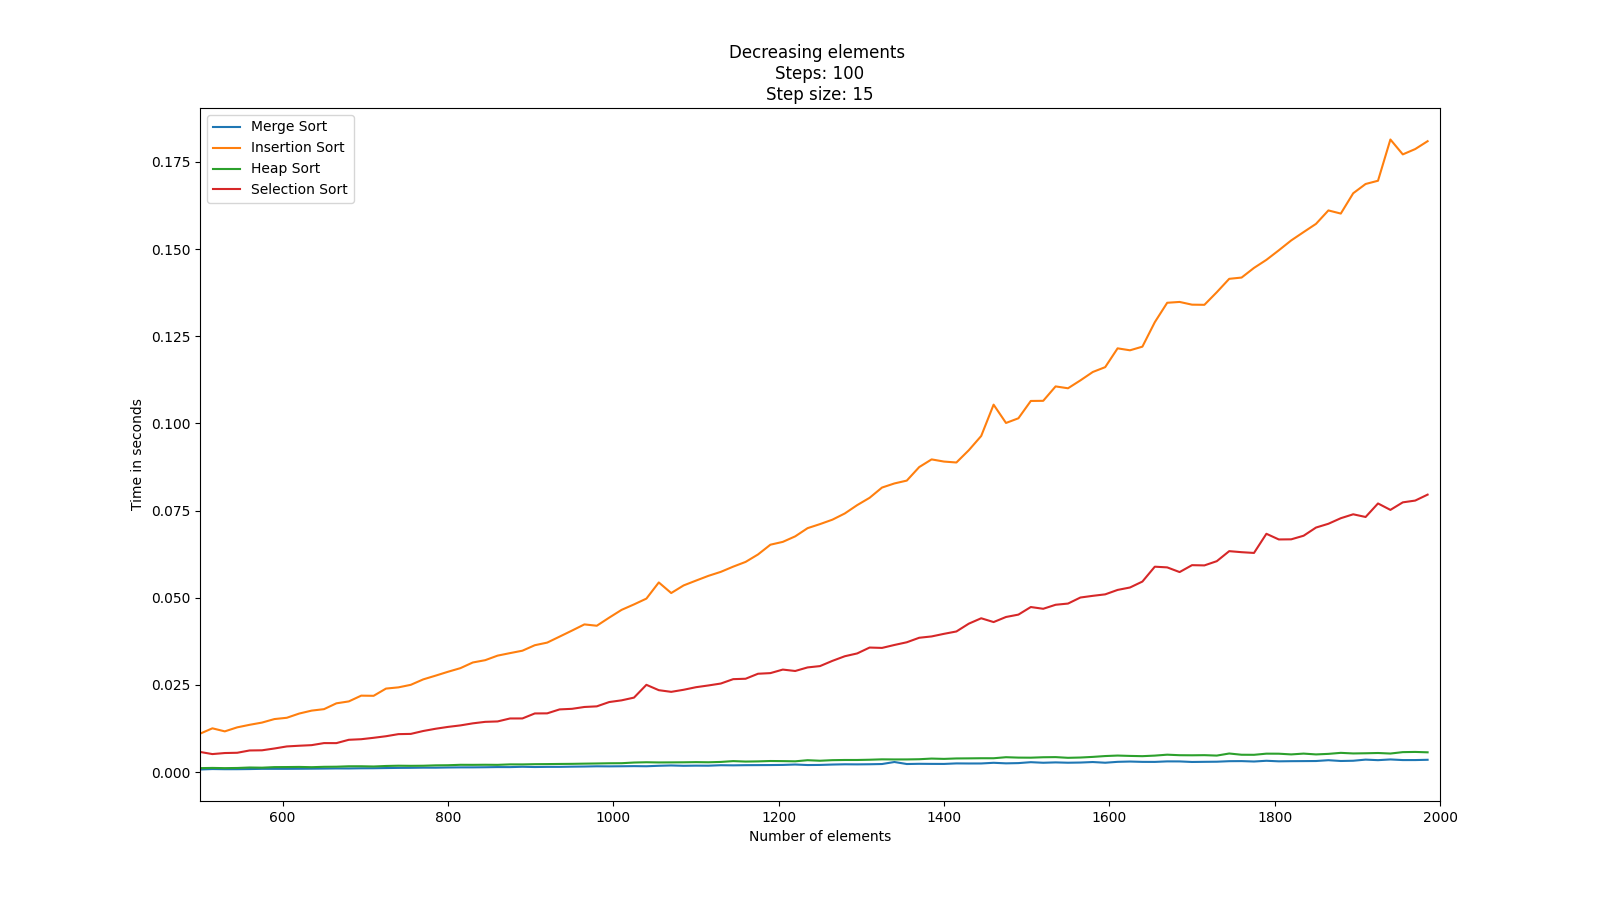 Decreasing elements
Steps: 100
Step size: 15
Merge Sort
Insertion Sort
Heap Sort
Selection Sort
0.175
0.150
0.125
0.100
0.075
0.050
0.025
0.000
Time in seconds
600 800 1000 1200 1400 1600 1800 2000
Number of elements